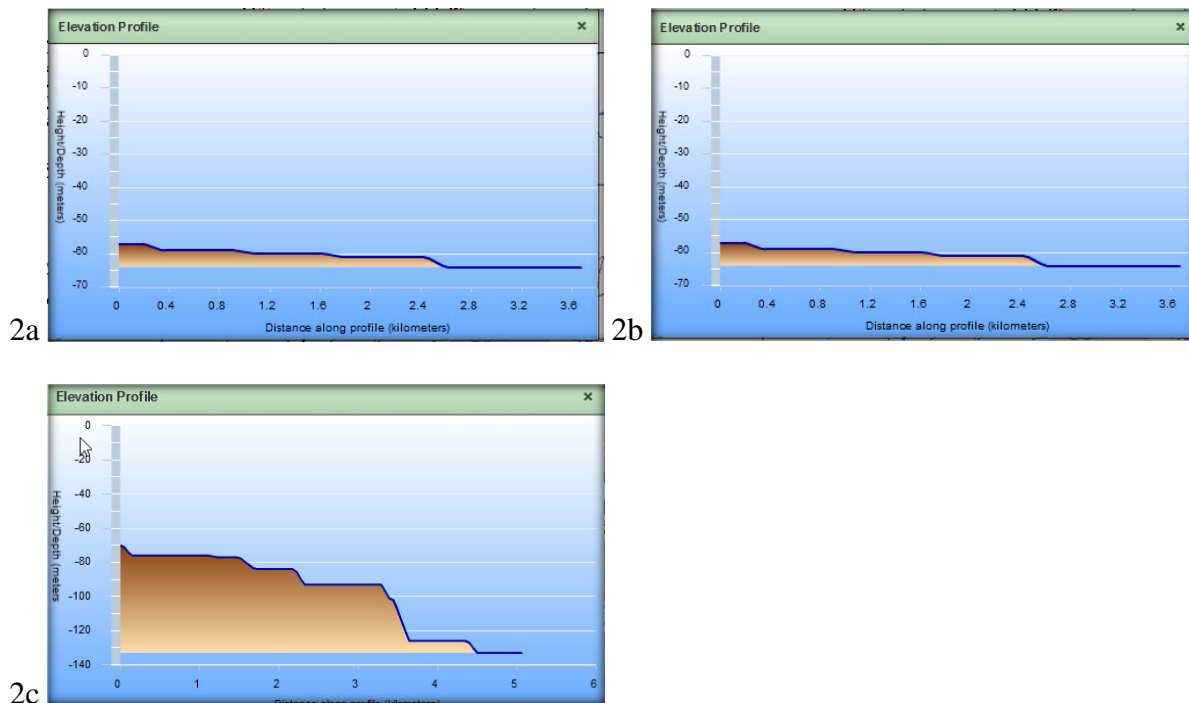 Elevation Profile ×
0
-10
-20
-30
-40
-50
-60
-70
Height/Depth (meters)
0 0.4 0.8 1.2 1.6 2 2.4 2.8 3.2 3.6
Distance along profile (kilometers)
2a
Elevation Profile ×
0
-10
-20
-30
-40
-50
-60
-70
Height/Depth (meters)
0 0.4 0.8 1.2 1.6 2 2.4 2.8 3.2 3.6
Distance along profile (kilometers)
2b
Elevation Profile ×
0
-20
-40
-60
-80
-100
-120
-140
Height/Depth (meters
0 1 2 3 4 5 6
Distance along profile (kilometers)
2c